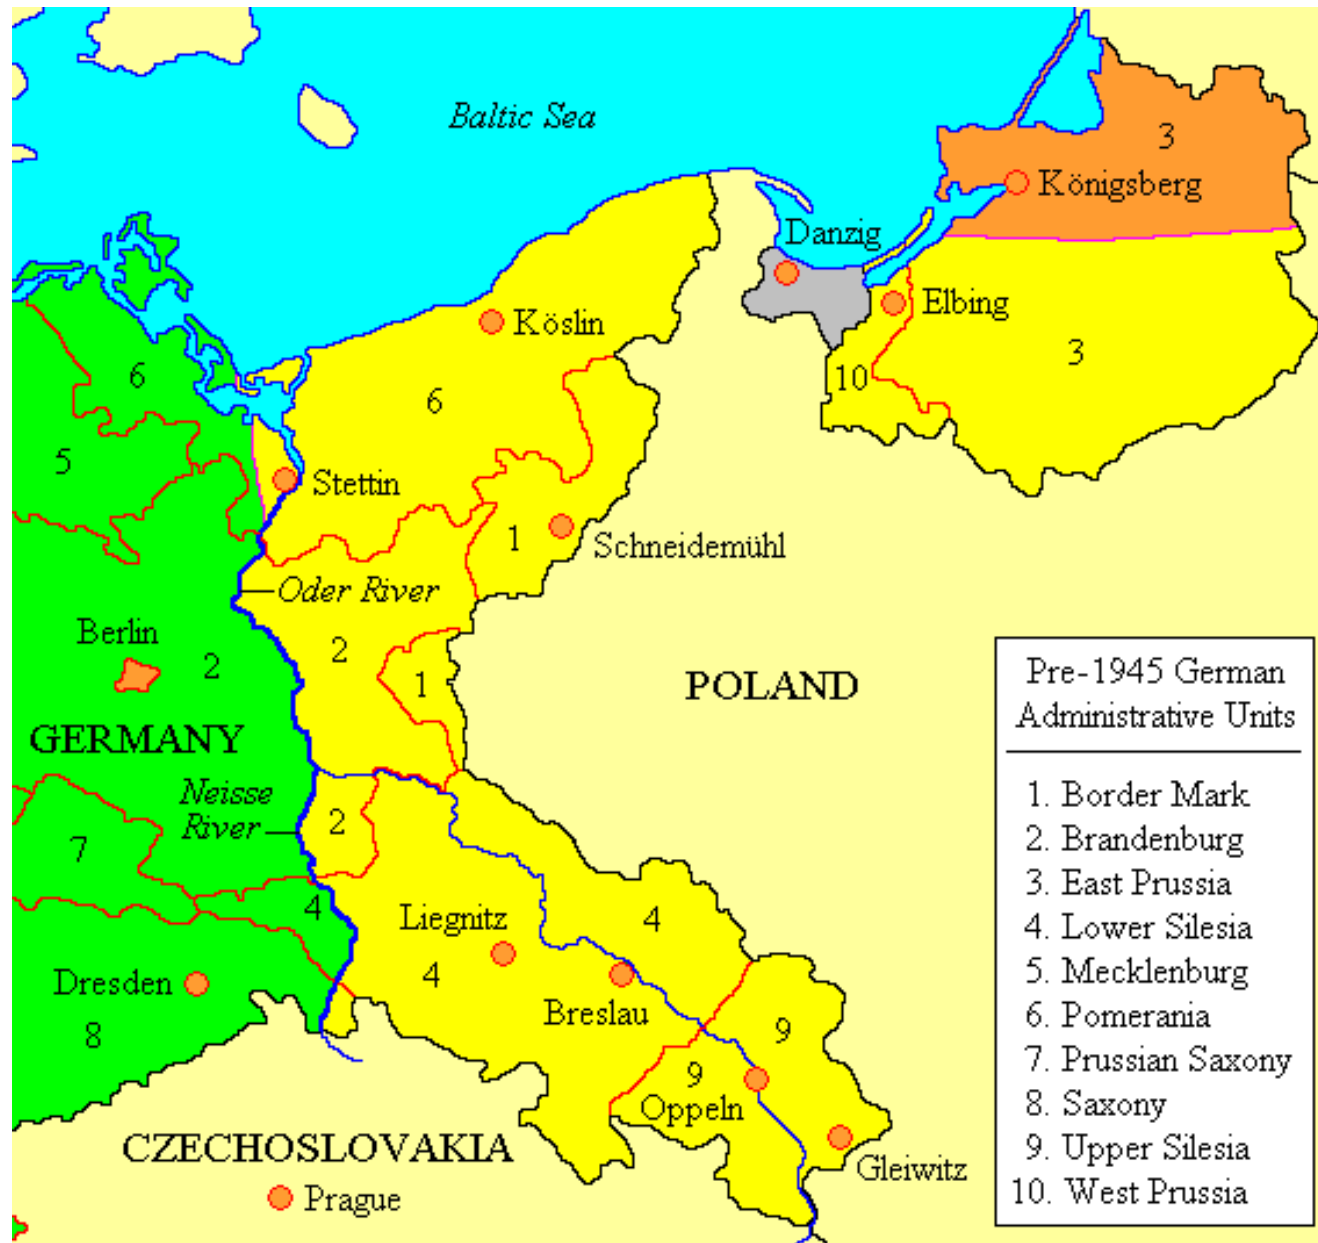 Baltic Sea
3
Königsberg
Danzig
Elbing
Köslin
6
3
10
6
5
Stettin
1
Schneidemühl
Oder River
Berlin
2
2
1
POLAND
GERMANY
Neisse
River
2
7
4
Liegnitz
4
Dresden
4
Breslau
8
9
9
Oppeln
CZECHOSLOVAKIA
Gleiwitz
Prague
Pre-1945 German
Administrative Units
1. Border Mark
2. Brandenburg
3. East Prussia
4. Lower Silesia
5. Mecklenburg
6. Pomerania
7. Prussian Saxony
8. Saxony
9. Upper Silesia
10. West Prussia